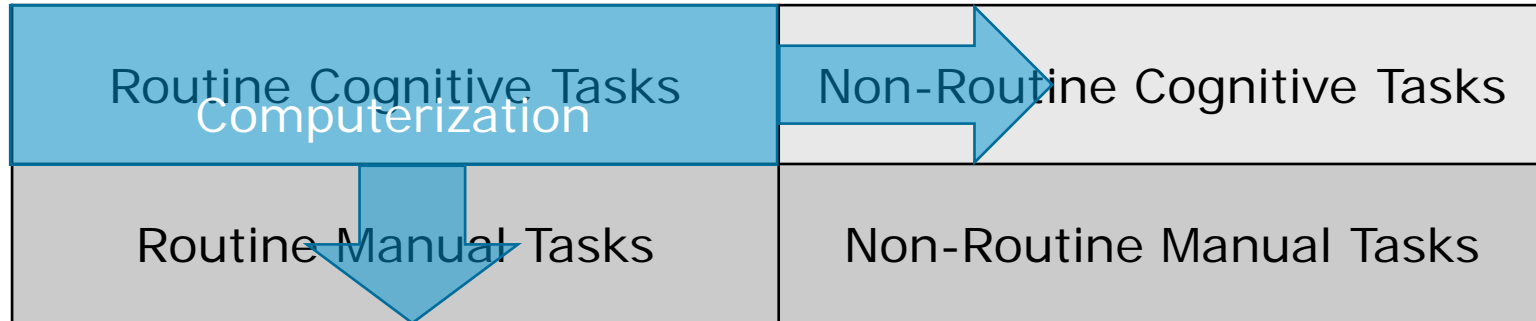 Routine Cognitive Tasks
Computerization
Non-Routine Cognitive Tasks
Routine Manual Tasks
Non-Routine Manual Tasks